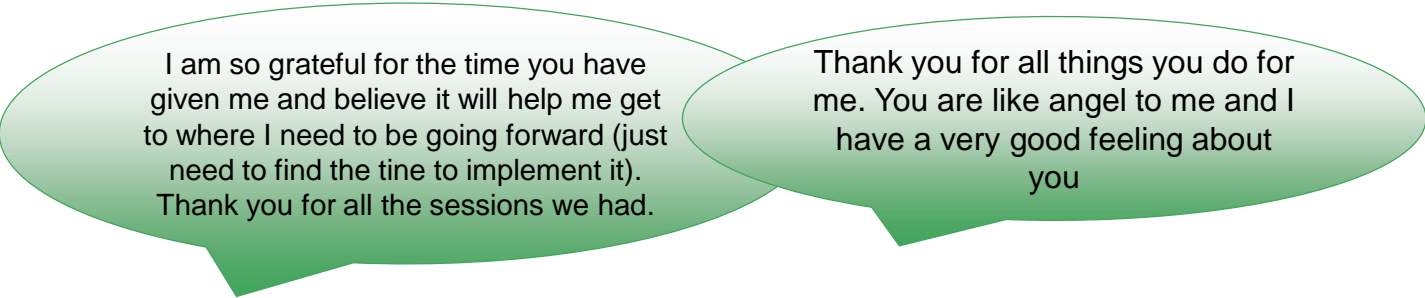 I am so grateful for the time you have
given me and believe it will help me get
to where I need to be going forward (just
need to find the tine to implement it).
Thank you for all the sessions we had.
Thank you for all things you do for
me. You are like angel to me and I
have a very good feeling about
you